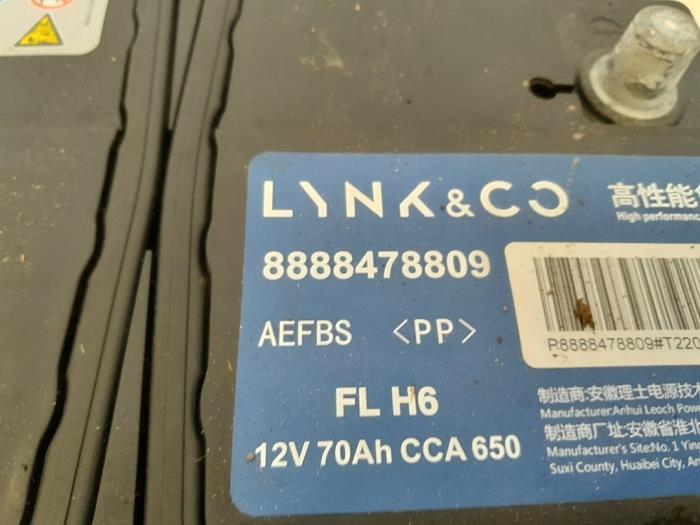 LYNK&CO
高性能
High performance
8888478809
P.8888478809#T220
AEFBS <PP>
FL H6
12V 70Ah CCA 650
制造商:安徽理士电源技术
Manufacturer:Anhui Leoch Pow
制造商厂址:安徽省淮北
Manufacturer's Site:No. 1 Ying
Suxi County, Huaibei City, An